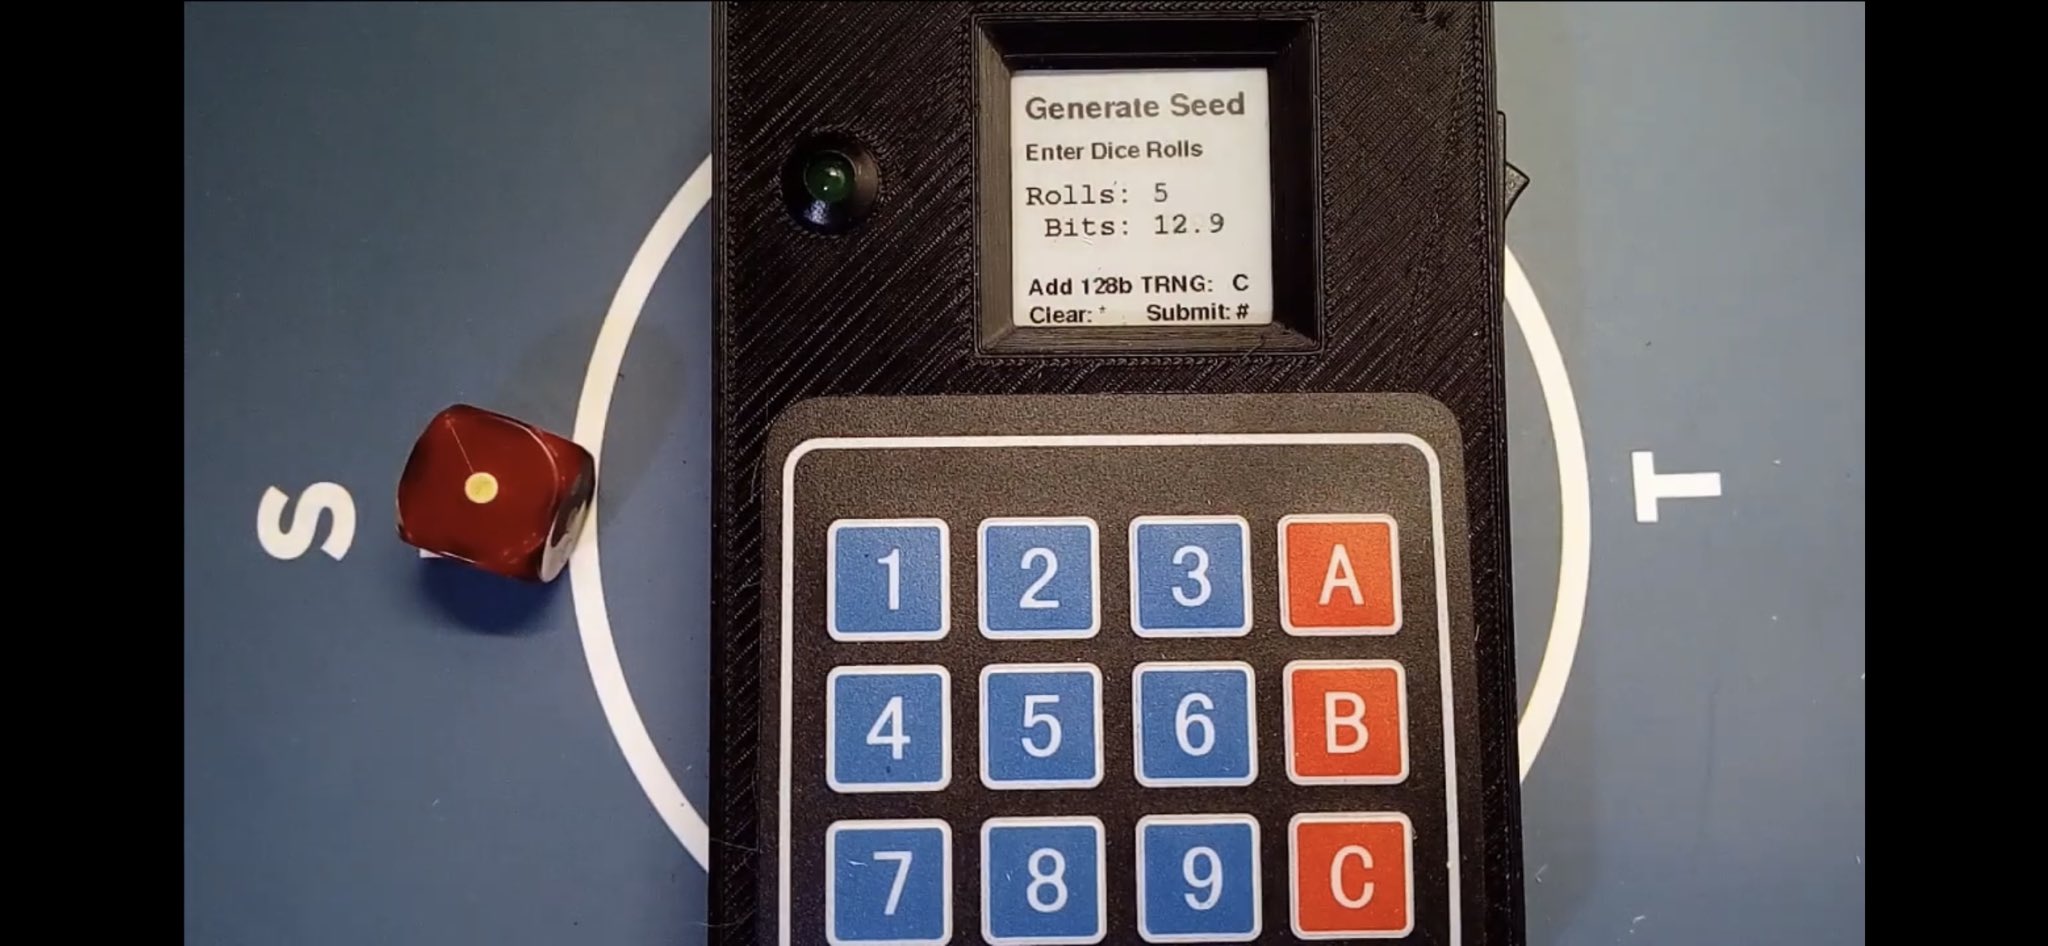 Generate Seed
Enter Dice Rolls
Rolls: 5
Bits: 12.9
Add 128b TRNG: C
Clear: * Submit: #
S
T
1 2 3 A
4 5 6 B
7 8 9 C